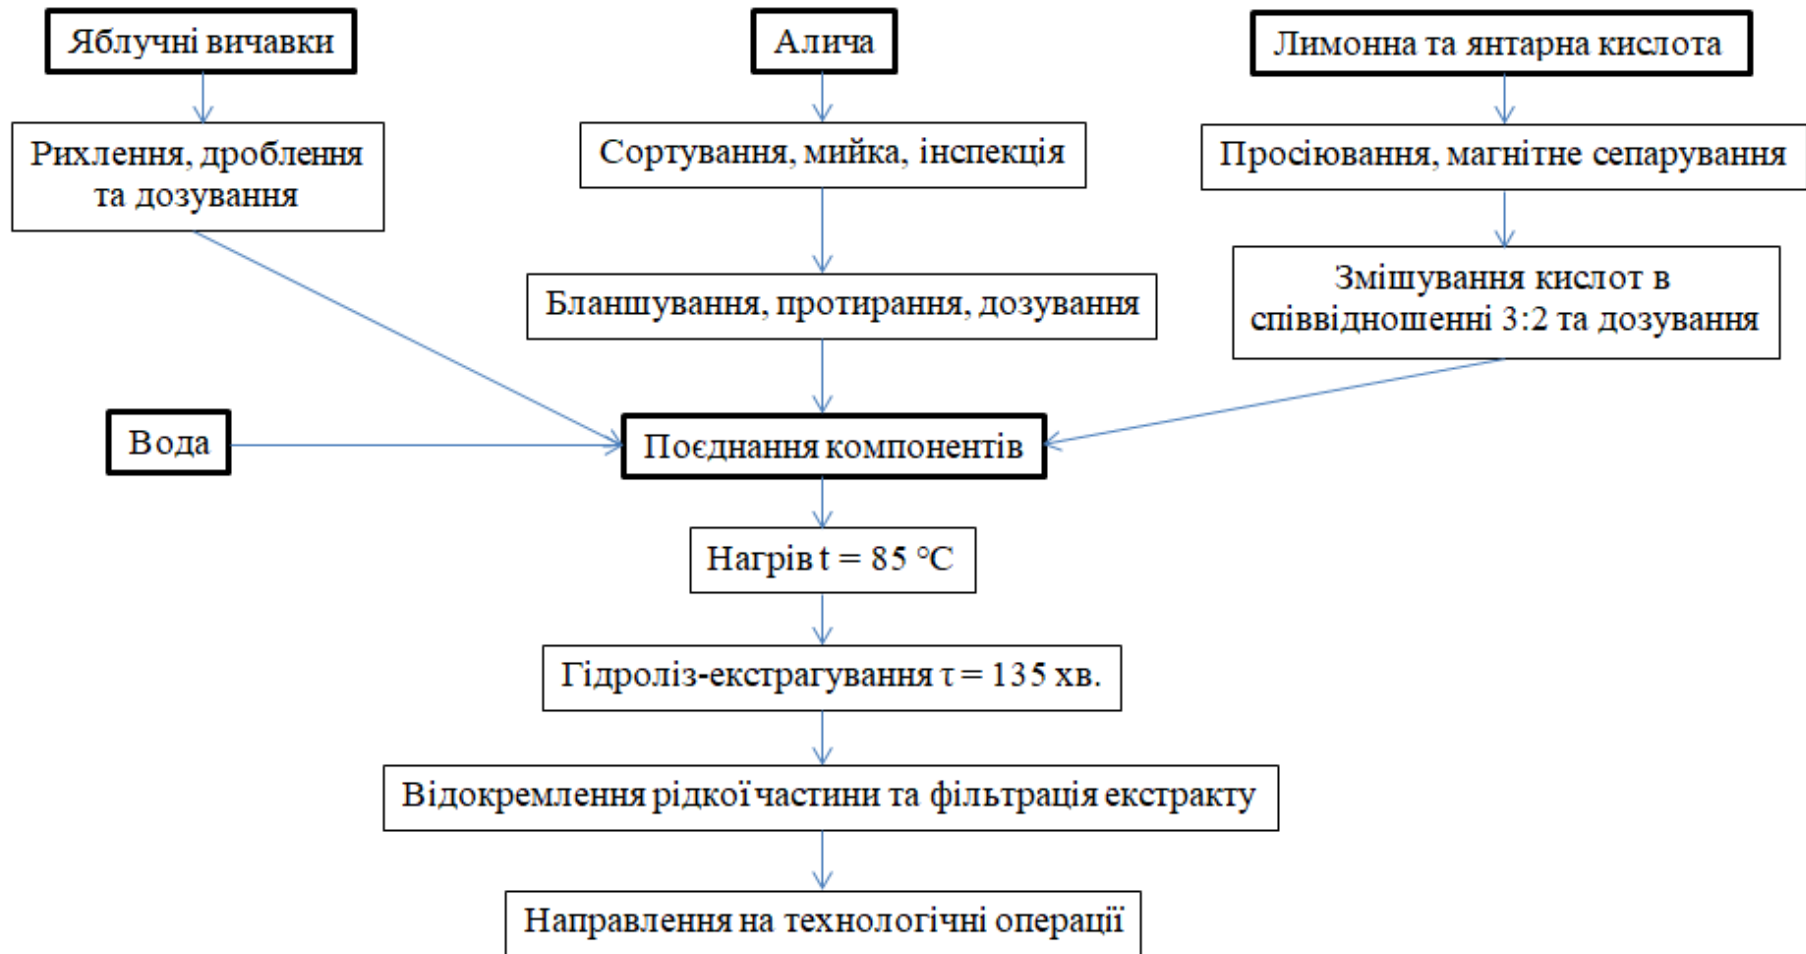 Яблучні вичавки
Алича
Лимонна та янтарна кислота
Рихлення, дроблення
та дозування
Сортування, мийка, інспекція
Просіювання, магнітне сепарування
Бланшування, протирання, дозування
Змішування кислот в
співвідношенні 3:2 та дозування
Вода
Поєднання компонентів
Нагрів t = 85 °C
Гідроліз-екстрагування τ = 135 хв.
Відокремлення рідкої частини та фільтрація екстракту
Направлення на технологічні операції